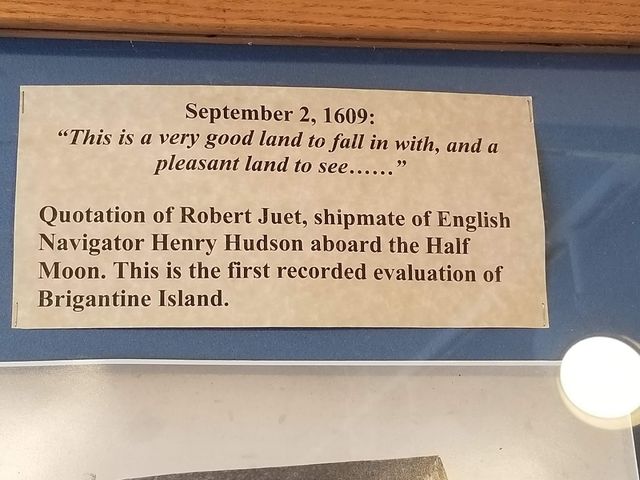 September 2, 1609:
“This is a very good land to fall in with, and a
pleasant land to see……”
Quotation of Robert Juet, shipmate of English
Navigator Henry Hudson aboard the Half
Moon. This is the first recorded evaluation of
Brigantine Island.